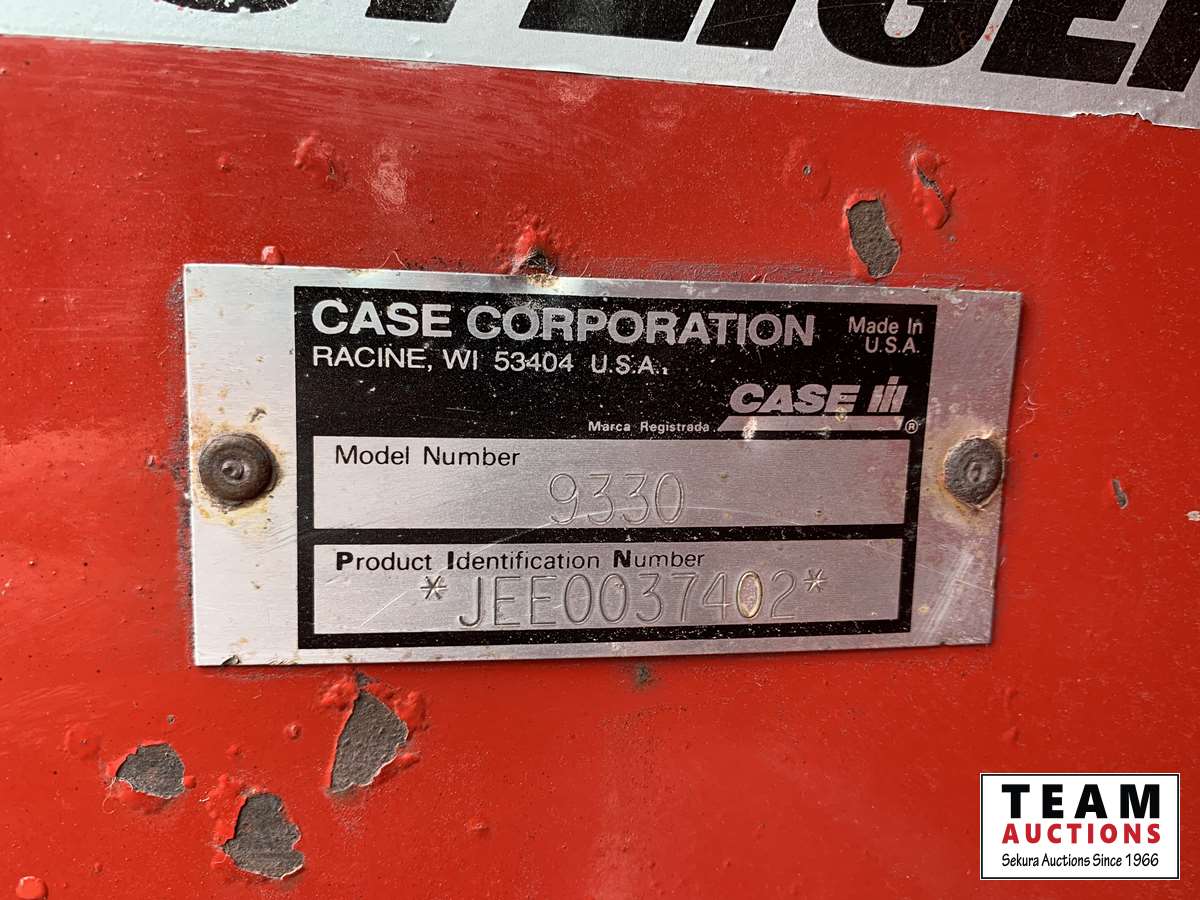 CASE CORPORATION
Made In
U.S.A.
RACINE, WI 53404 U.S.A.
CASE IH
Marca Registrada ®
Model Number
9330
Product Identification Number
*JEE0037402*
TEAM
AUCTIONS
Sekura Auctions Since 1966